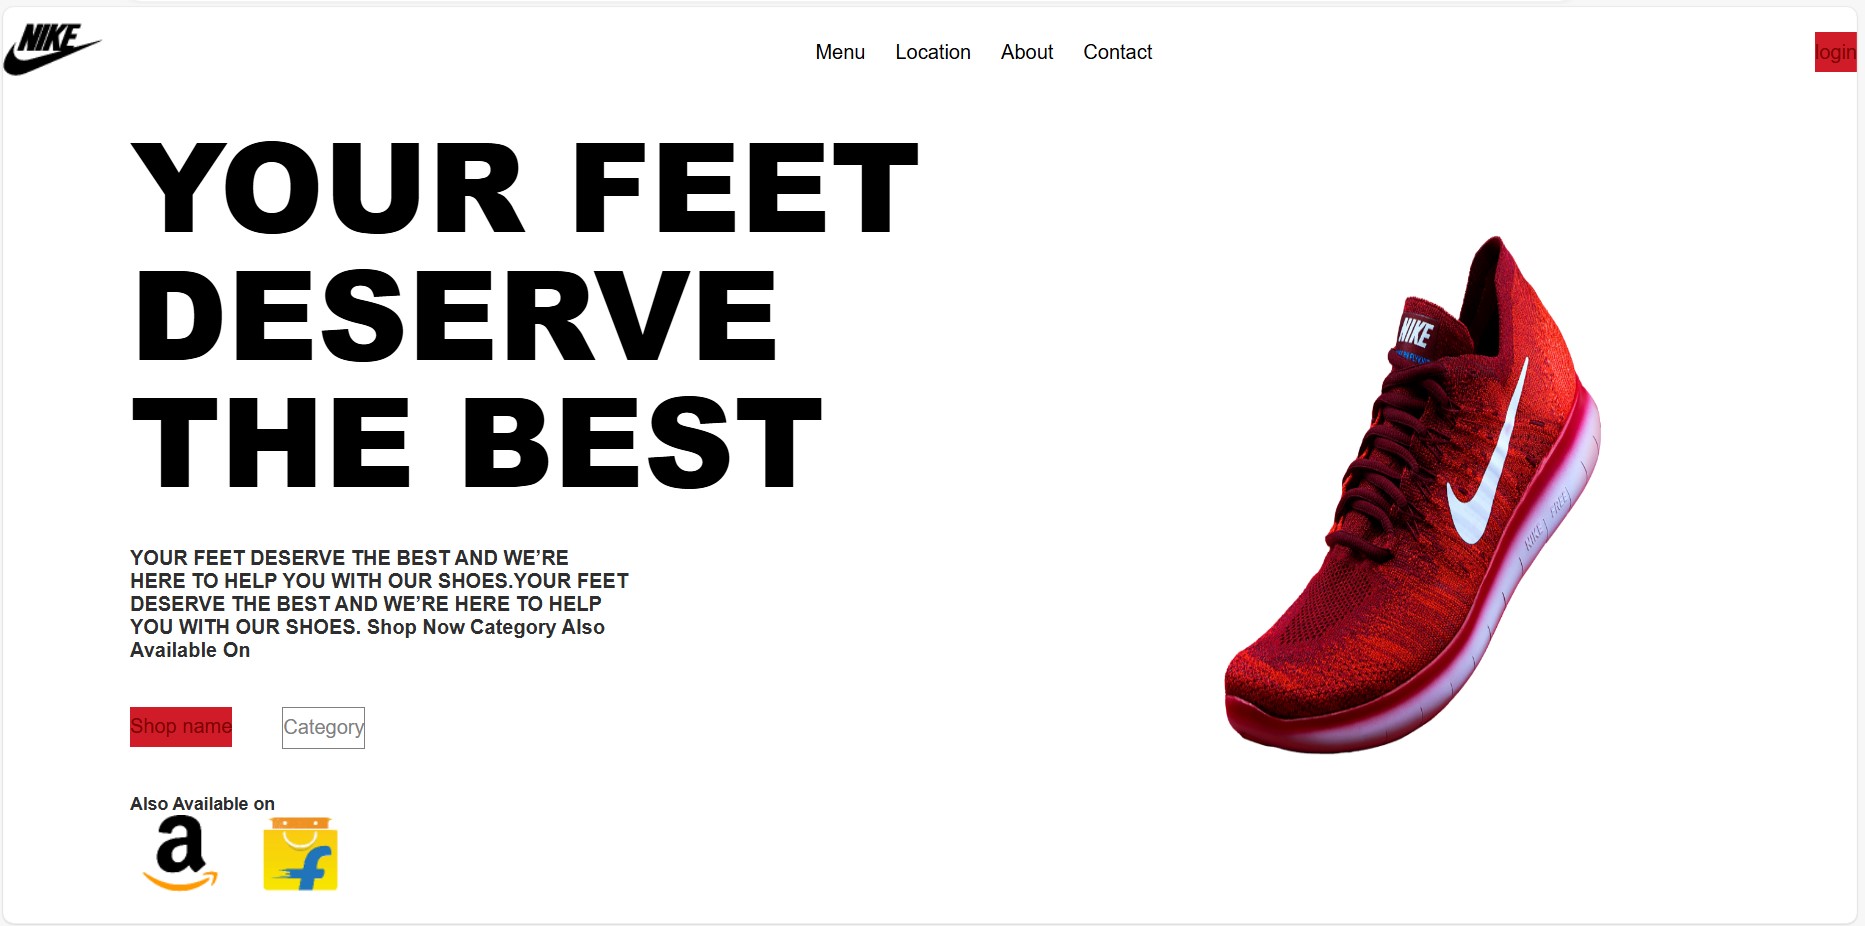 NIKE
Menu Location About Contact
login
YOUR FEET
DESERVE
THE BEST
NIKE
NIKE FREE
YOUR FEET DESERVE THE BEST AND WE’RE
HERE TO HELP YOU WITH OUR SHOES.YOUR FEET
DESERVE THE BEST AND WE’RE HERE TO HELP
YOU WITH OUR SHOES. Shop Now Category Also
Available On
Shop name
Category
Also Available on
a
f